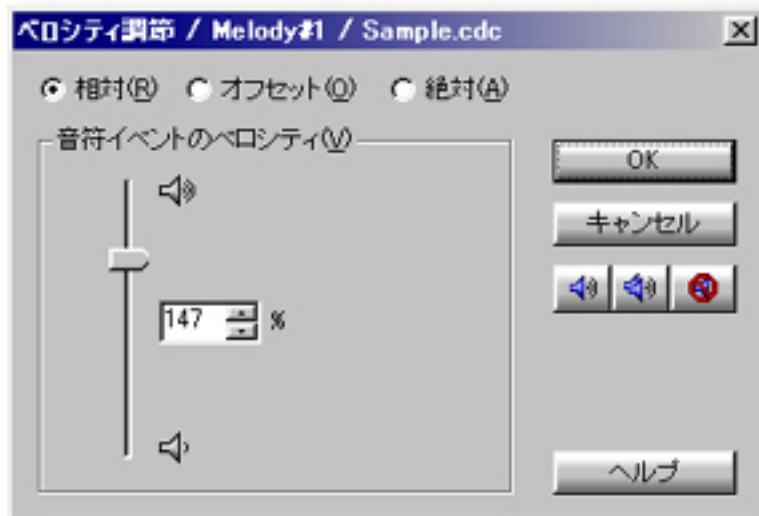 ベロシティ調節 / Melody#1 / Sample.cdc
相対(R) オフセット(O) 絶対(A)
音符イベントのベロシティ(V)
OK
キャンセル
147 %
ヘルプ